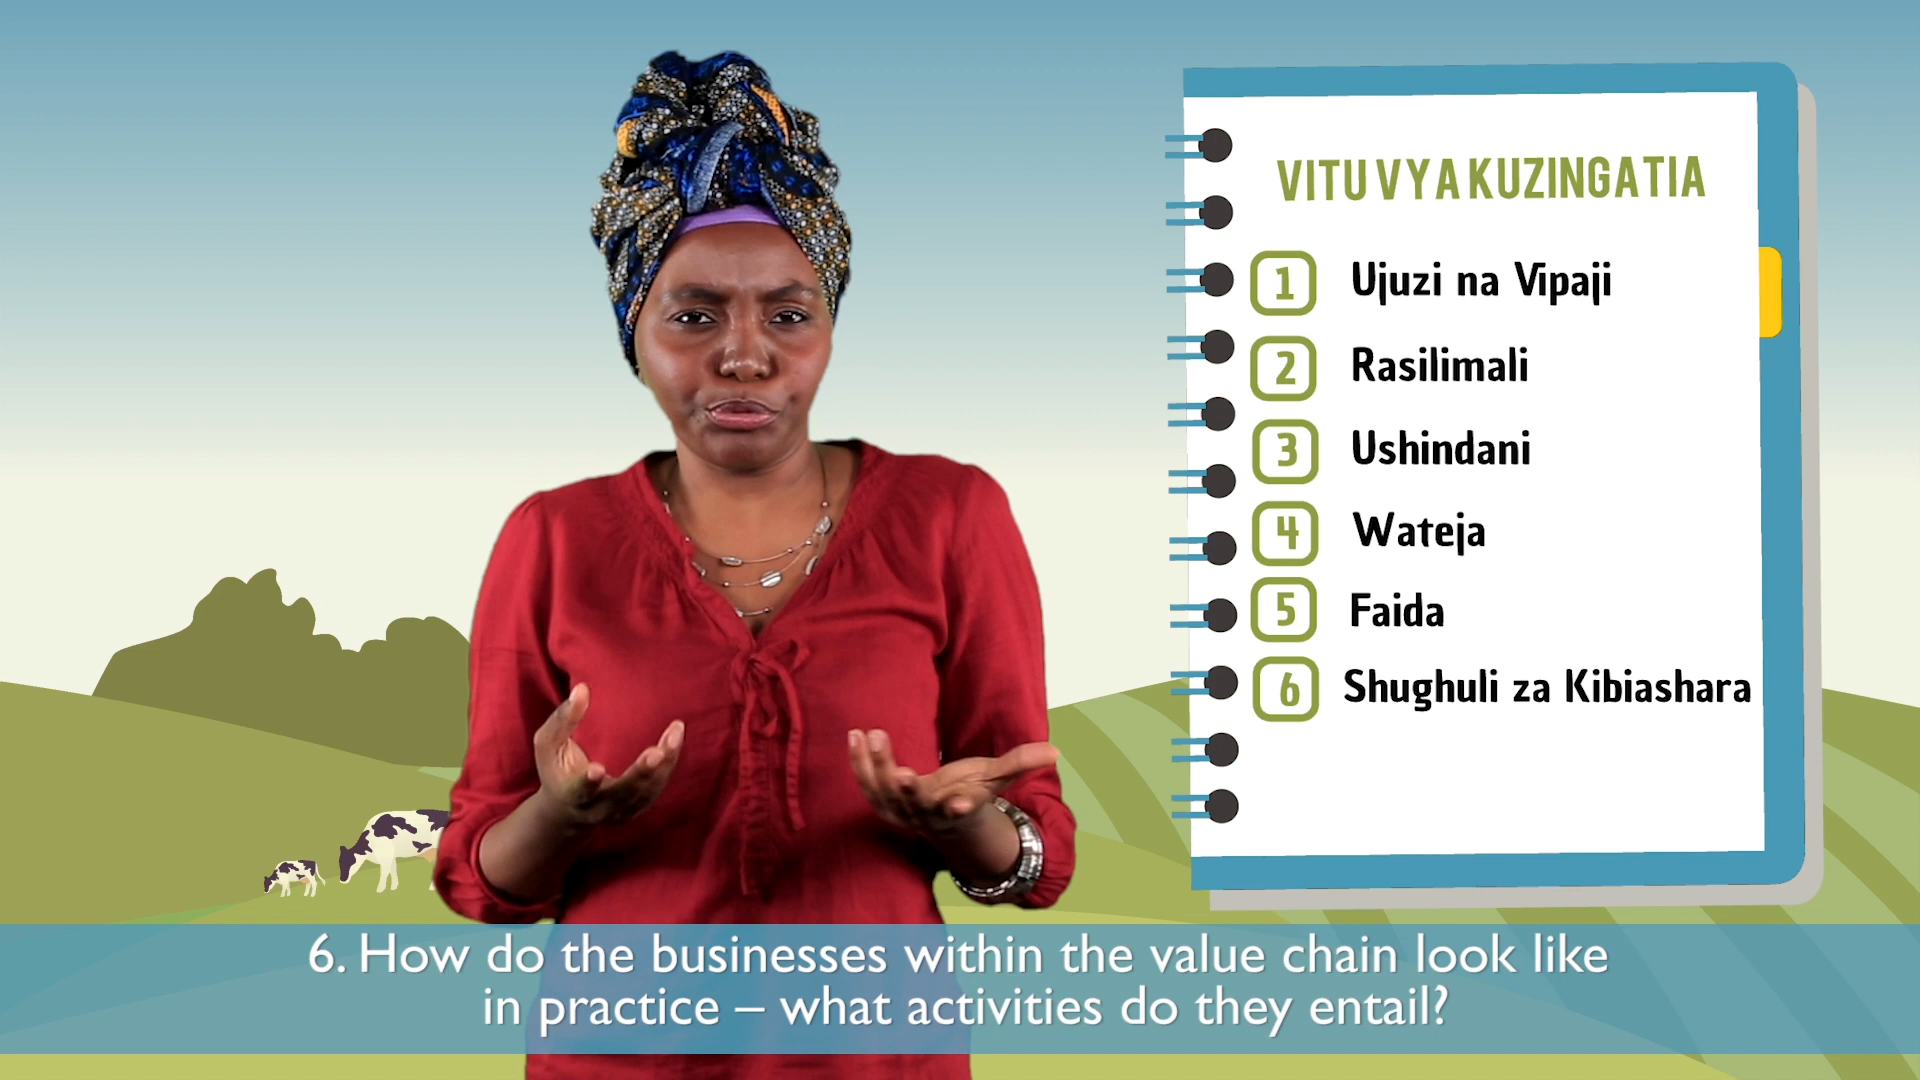 VITU VYA KUZINGATIA
1 Ujuzi na Vipaji
2 Rasilimali
3 Ushindani
4 Wateja
5 Faida
6 Shughuli za Kibiashara
6. How do the businesses within the value chain look like
in practice – what activities do they entail?